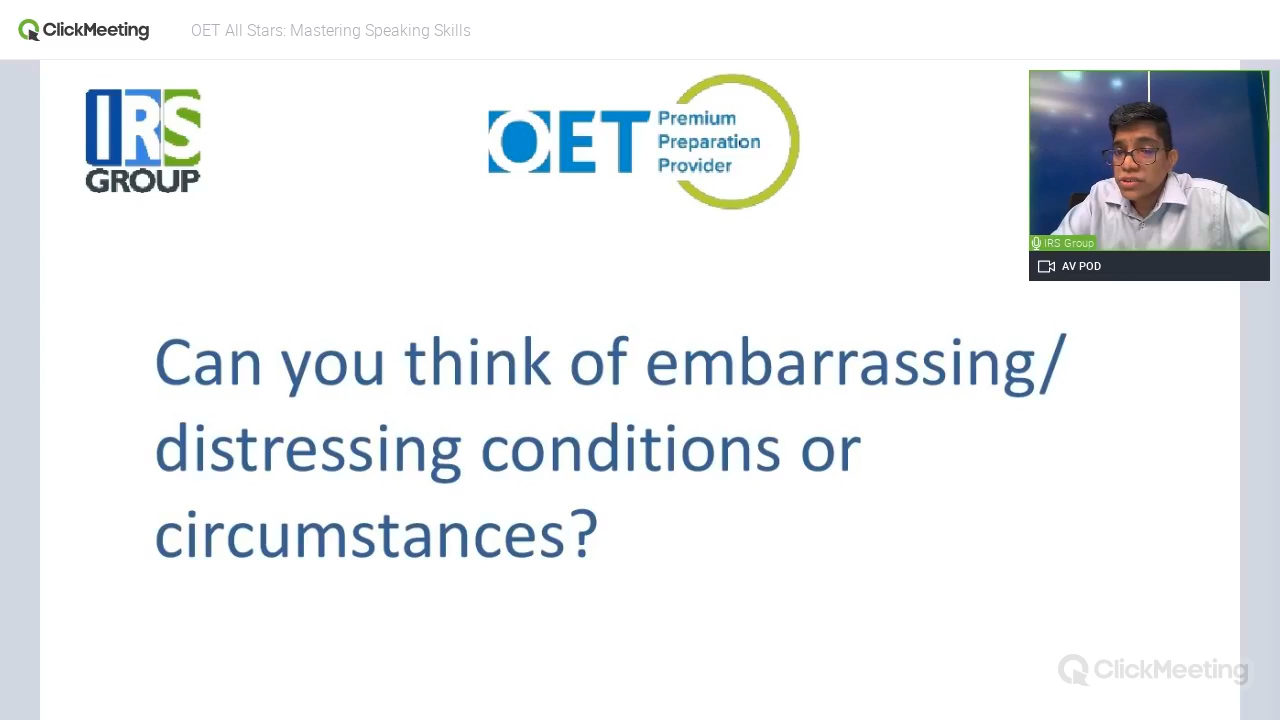 ClickMeeting
OET All Stars: Mastering Speaking Skills
IRS
GROUP
OET
Premium
Preparation
Provider
IRS Group
AV POD
Can you think of embarrassing/
distressing conditions or
circumstances?
ClickMeeting